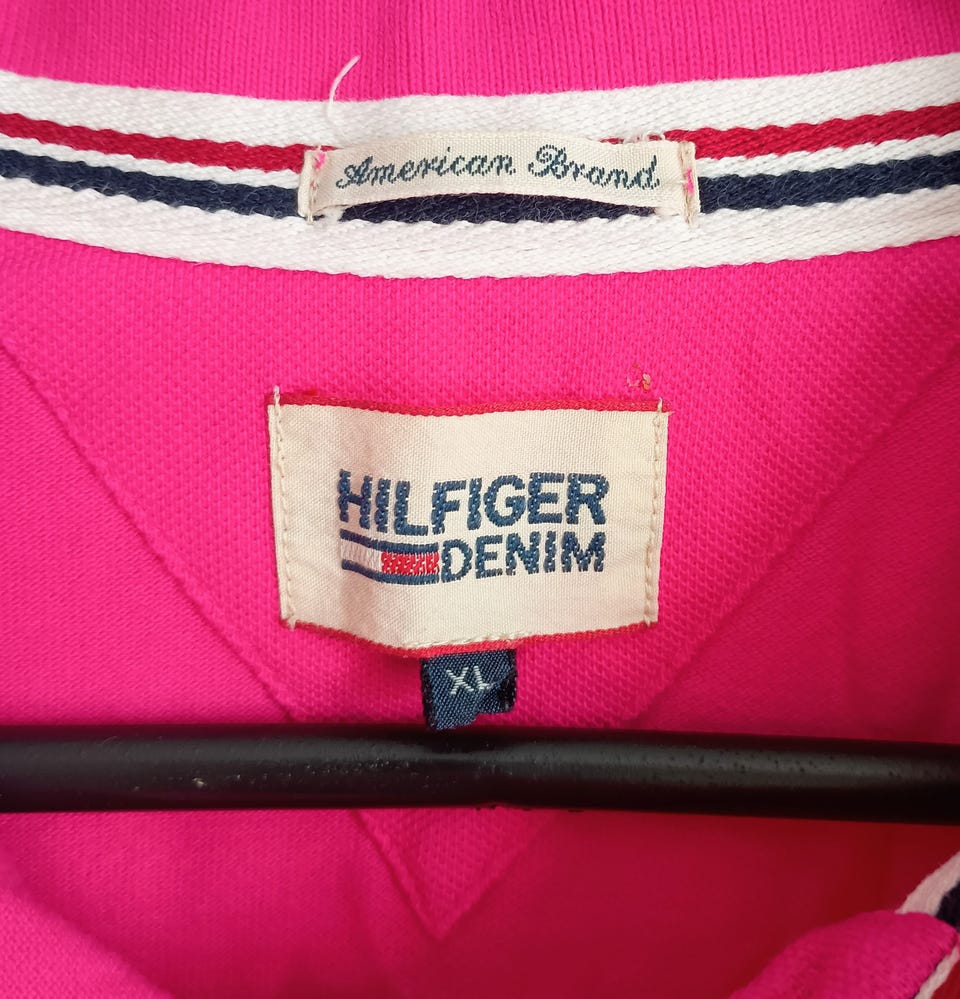 American Brand
HILFIGER
DENIM
XL